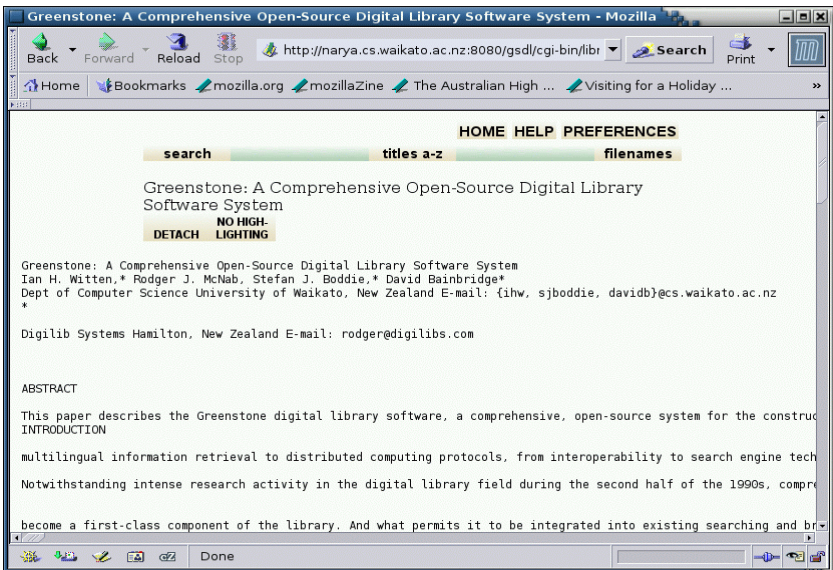 Greenstone: A Comprehensive Open-Source Digital Library Software System - Mozilla
Back Forward Reload Stop http://narya.cs.waikato.ac.nz:8080/gsdl/cgi-bin/libr Search Print
Home Bookmarks mozilla.org mozillaZine The Australian High ... Visiting for a Holiday ... »
HOME HELP PREFERENCES
search titles a-z filenames
Greenstone: A Comprehensive Open-Source Digital Library
Software System
NO HIGH-
DETACH LIGHTING
Greenstone: A Comprehensive Open-Source Digital Library Software System
Ian H. Witten,* Rodger J. McNab, Stefan J. Boddie,* David Bainbridge*
Dept of Computer Science University of Waikato, New Zealand E-mail: {ihw, sjboddie, davidb}@cs.waikato.ac.nz
*
Digilib Systems Hamilton, New Zealand E-mail: rodger@digilibs.com
ABSTRACT
This paper describes the Greenstone digital library software, a comprehensive, open-source system for the construc
INTRODUCTION
multilingual information retrieval to distributed computing protocols, from interoperability to search engine tech
Notwithstanding intense research activity in the digital library field during the second half of the 1990s, compre
become a first-class component of the library. And what permits it to be integrated into existing searching and br
Done